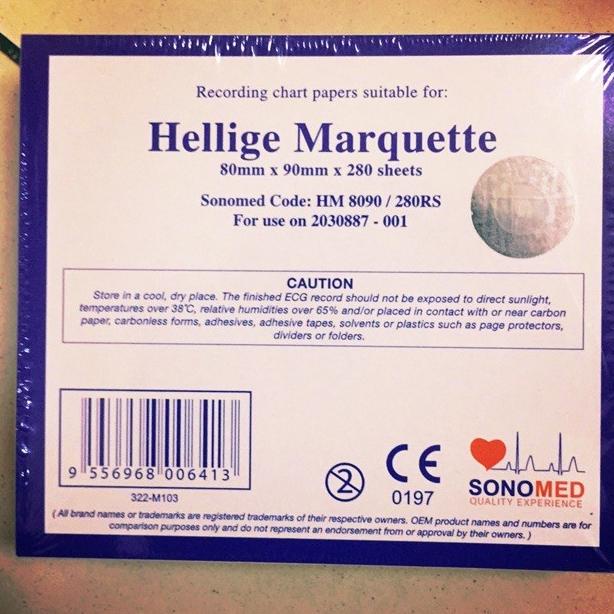 Recording chart papers suitable for:
Hellige Marquette
80mm x 90mm x 280 sheets
Sonomed Code: HM 8090 / 280RS
For use on 2030887 - 001
CAUTION
Store in a cool, dry place. The finished ECG record should not be exposed to direct sunlight,
temperatures over 38˚C, relative humidities over 65% and/or placed in contact with or near carbon
paper, carbonless forms, adhesives, adhesive tapes, solvents or plastics such as page protectors,
dividers or folders.
9 556968 006413
322-M103
2
CE
0197
SONOMED
QUALITY EXPERIENCE
( All brand names or trademarks are registered trademarks of their respective owners. OEM product names and numbers are for
comparison purposes only and do not represent an endorsement from or approval by their owners. )